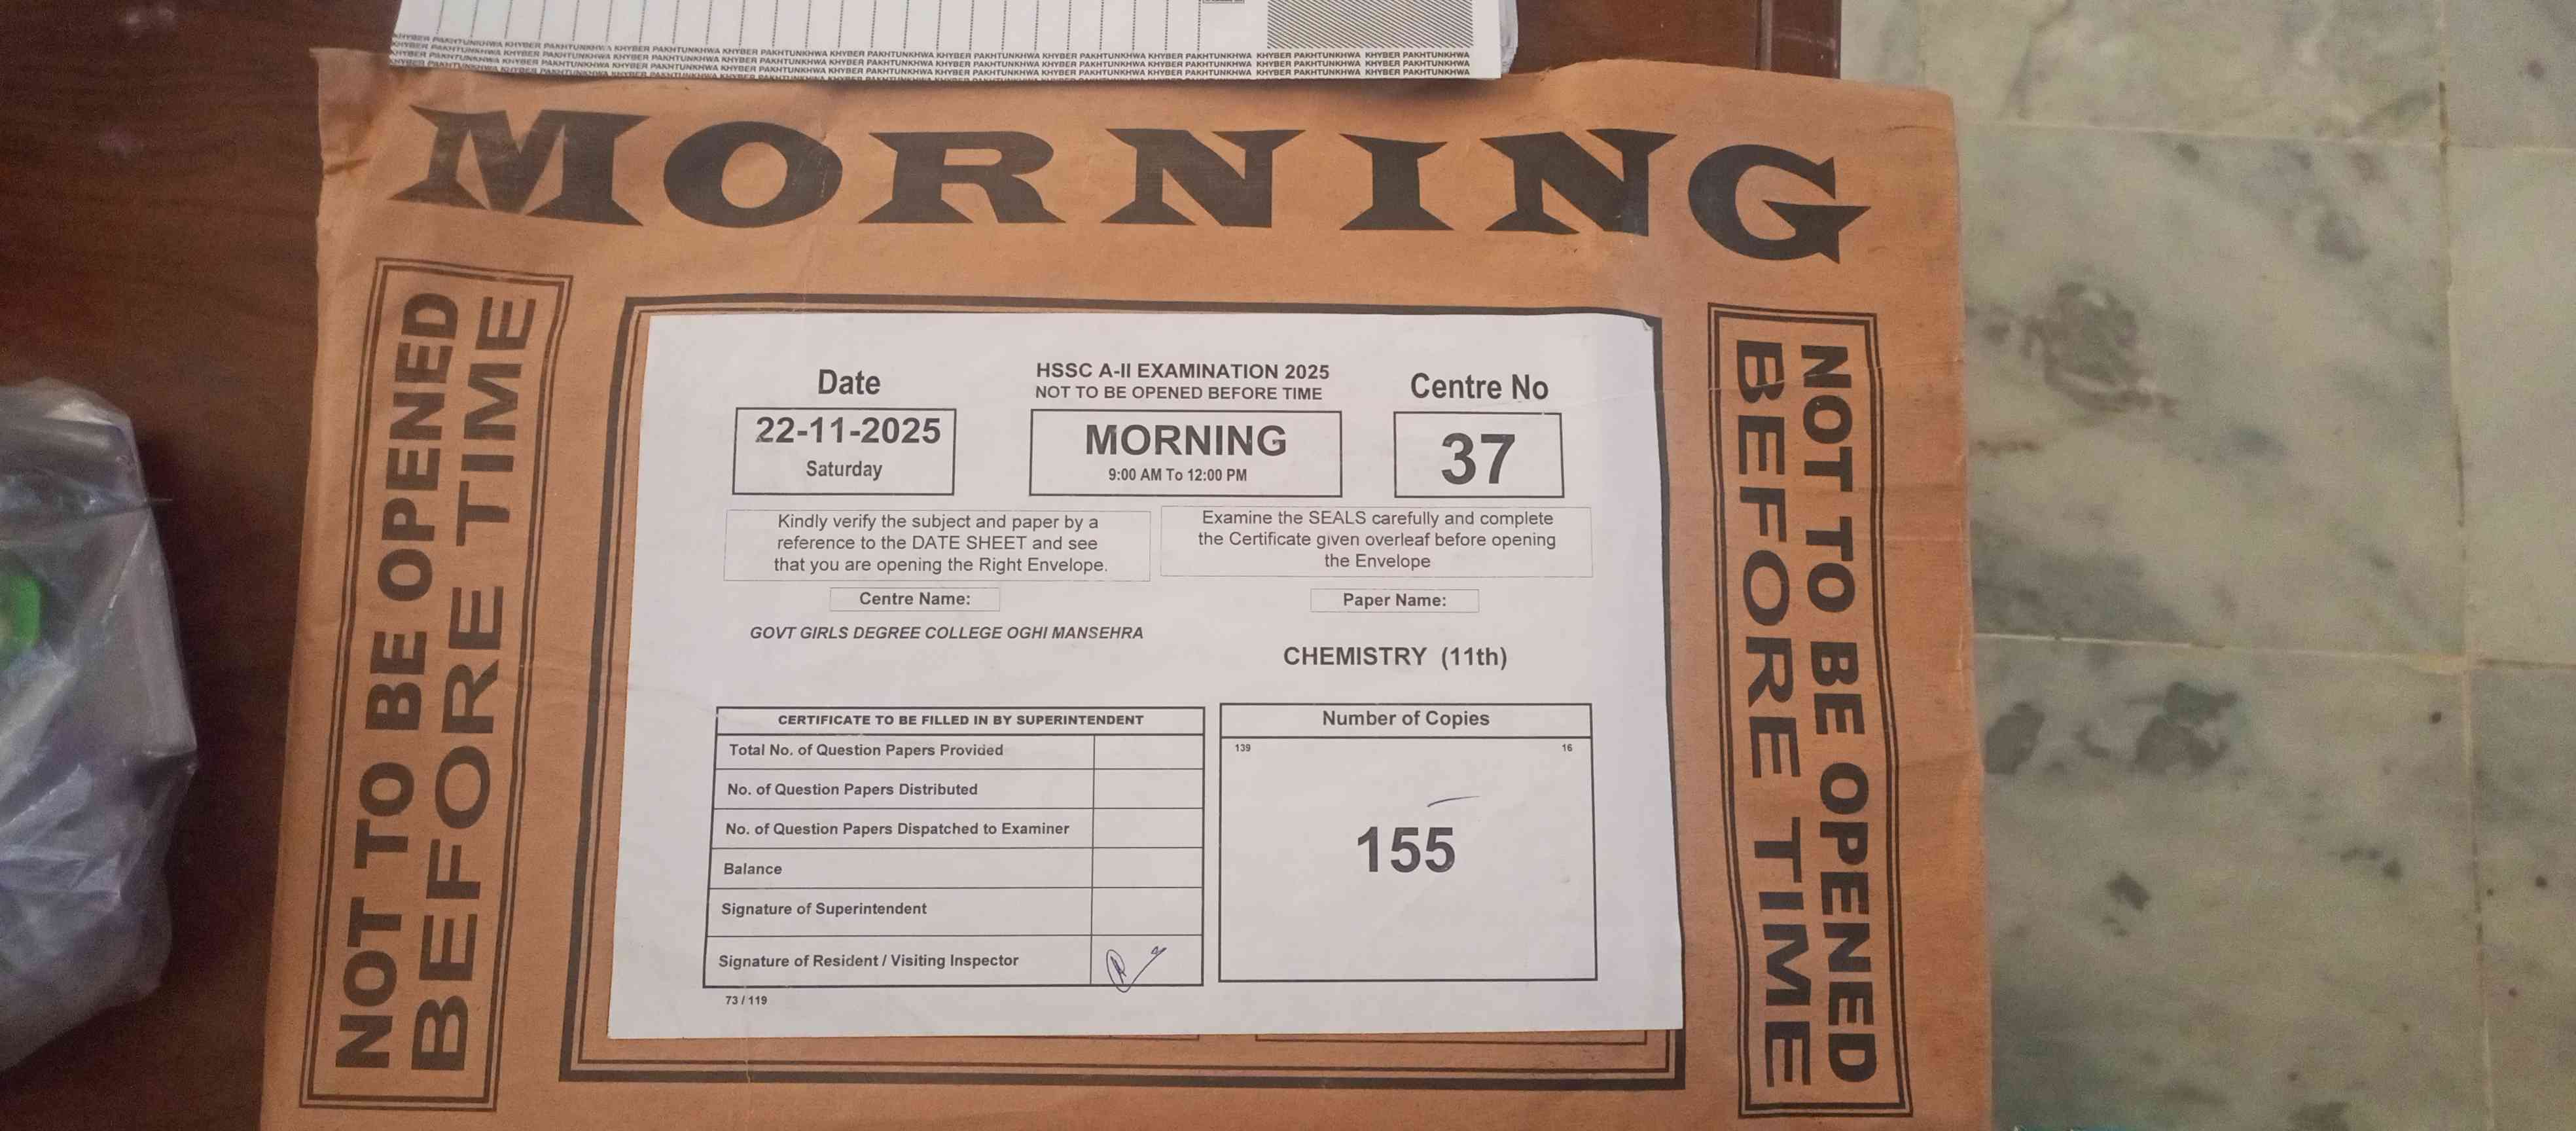 KHYBER PAKHTUNKHWA KHYBER PAKHTUNKHWA KHYBER PAKHTUNKHWA KHYBER PAKHTUNKHWA KHYBER PAKHTUNKHWA KHYBER PAKHTUNKHWA KHYBER PAKHTUNKHWA KHYBER PAKHTUNKHWA KHYBER PAKHTUNKHWA KHYBER PAKHTUNKHWA
MORNING
NOT TO BE OPENED
BEFORE TIME
Date
22-11-2025
Saturday
HSSC A-II EXAMINATION 2025
NOT TO BE OPENED BEFORE TIME
MORNING
9:00 AM To 12:00 PM
Centre No
37
Kindly verify the subject and paper by a
reference to the DATE SHEET and see
that you are opening the Right Envelope.
Examine the SEALS carefully and complete
the Certificate given overleaf before opening
the Envelope
Centre Name:
GOVT GIRLS DEGREE COLLEGE OGHI MANSEHRA
Paper Name:
CHEMISTRY (11th)
CERTIFICATE TO BE FILLED IN BY SUPERINTENDENT
Total No. of Question Papers Provided
No. of Question Papers Distributed
No. of Question Papers Dispatched to Examiner
Balance
Signature of Superintendent
Signature of Resident / Visiting Inspector
73 / 119
Number of Copies
139 16
155
NOT TO BE OPENED
BEFORE TIME